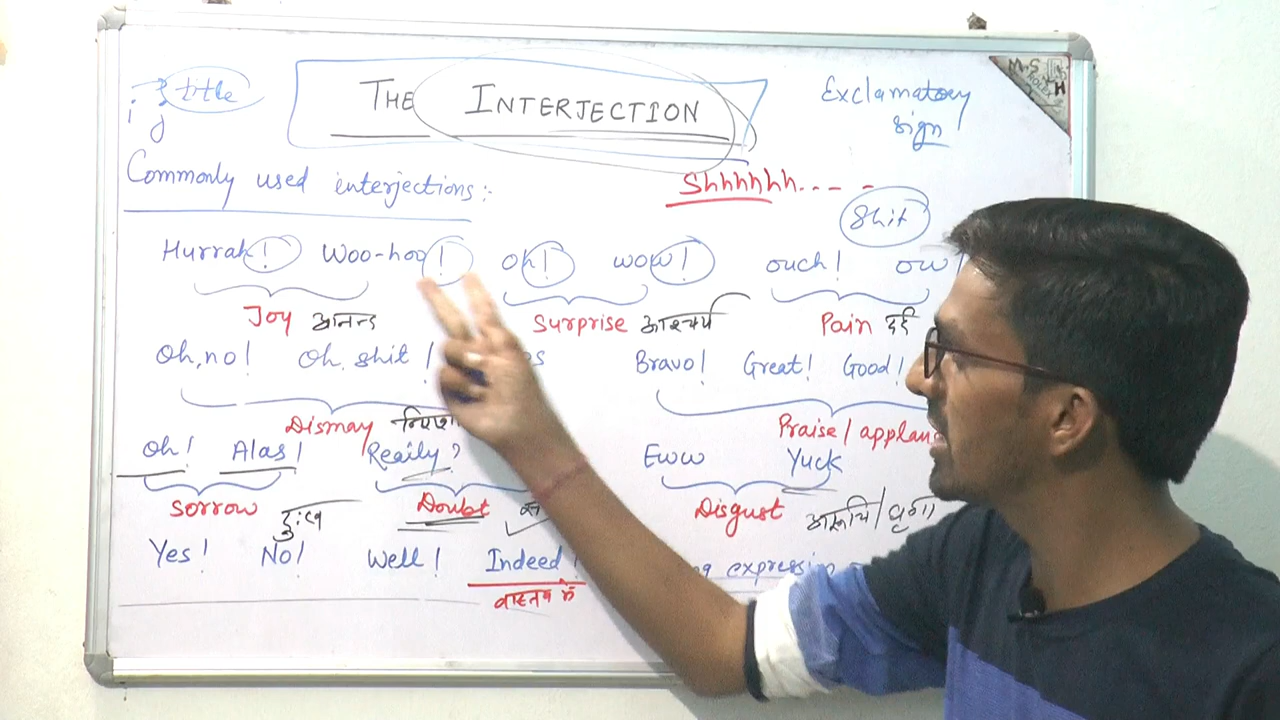 title
i j
THE INTERJECTION
Exclamatory
sign
M.S
Commonly used interjections:
Shhhhhh....
Shit
Hurrah! Woo-hoo! oh! wow! ouch! ow!
Joy आनन्द Surprise आश्चर्य Pain दर्द
Oh, no! Oh, shit! Bravo! Great! Good!
Dismay Praise/
Oh! Alas! Really? Eww Yuck
Sorrow दुःख Doubt Disgust
Yes! No! Well! Indeed! expression
वास्तव में